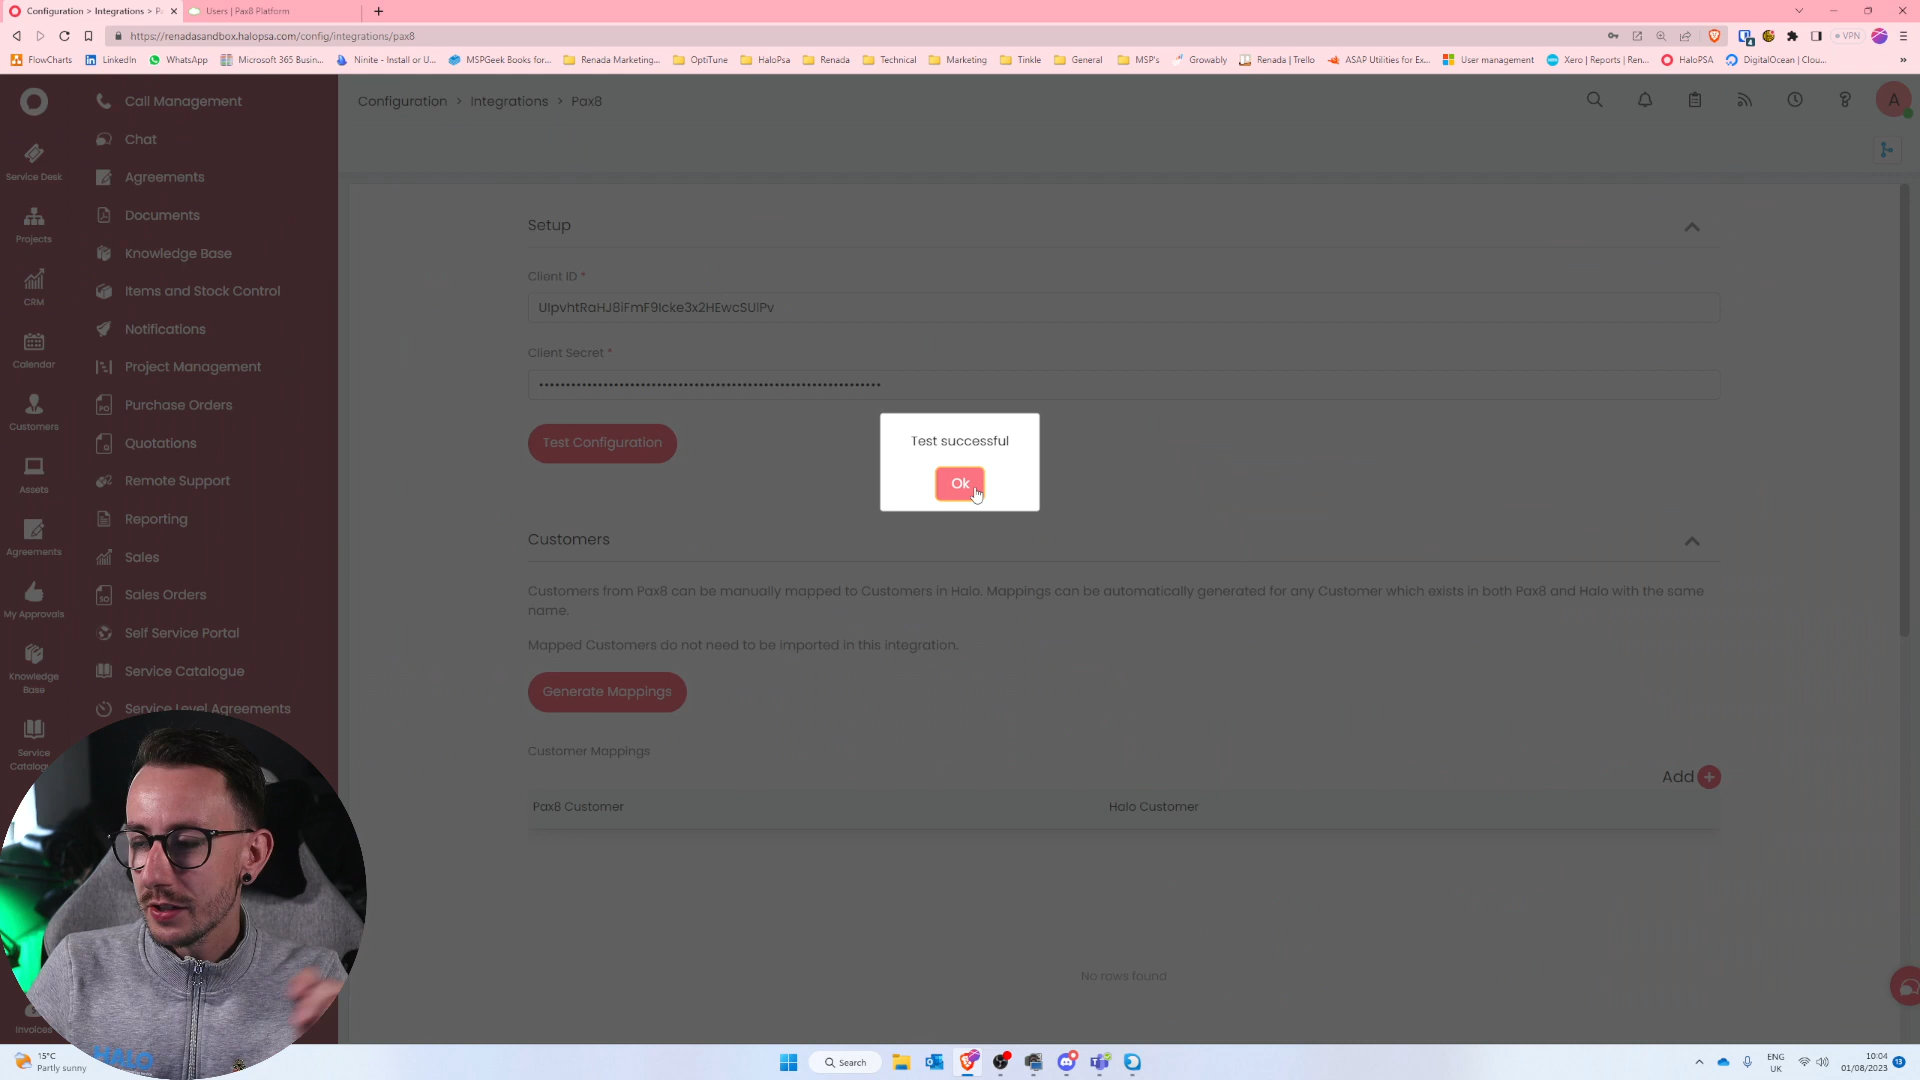 Configuration > Integrations > P
Users | Pax8 Platform
https://renadasandbox.halopsa.com/config/integrations/pax8
VPN
FlowCharts
LinkedIn
WhatsApp
Microsoft 365 Busin...
Ninite - Install or U...
MSPGeek Books for...
Renada Marketing...
OptiTune
HaloPsa
Renada
Technical
Marketing
Tinkle
General
MSP's
Growably
Renada | Trello
ASAP Utilities for Ex...
User management
Xero | Reports | Ren...
HaloPSA
DigitalOcean | Clou...
Service Desk
Projects
CRM
Calendar
Customers
Assets
Agreements
My Approvals
Knowledge
Base
Service
Invoices
Call Management
Chat
Agreements
Documents
Knowledge Base
Items and Stock Control
Notifications
Project Management
Purchase Orders
Quotations
Remote Support
Reporting
Sales
Sales Orders
Self Service Portal
Service Catalogue
Service Level Agreements
Configuration > Integrations > Pax8
A
Setup
Client ID *
UIpvhtRaHJ8iFmF9Icke3x2HEwcSUIPv
Client Secret *
Test Configuration
Test successful
Ok
Customers
Customers from Pax8 can be manually mapped to Customers in Halo. Mappings can be automatically generated for any Customer which exists in both Pax8 and Halo with the same
name.
Mapped Customers do not need to be imported in this integration.
Generate Mappings
Customer Mappings
Add
Pax8 Customer
Halo Customer
No rows found
HALO
15°C
Partly sunny
Search
ENG
UK
10:04
01/08/2023
13